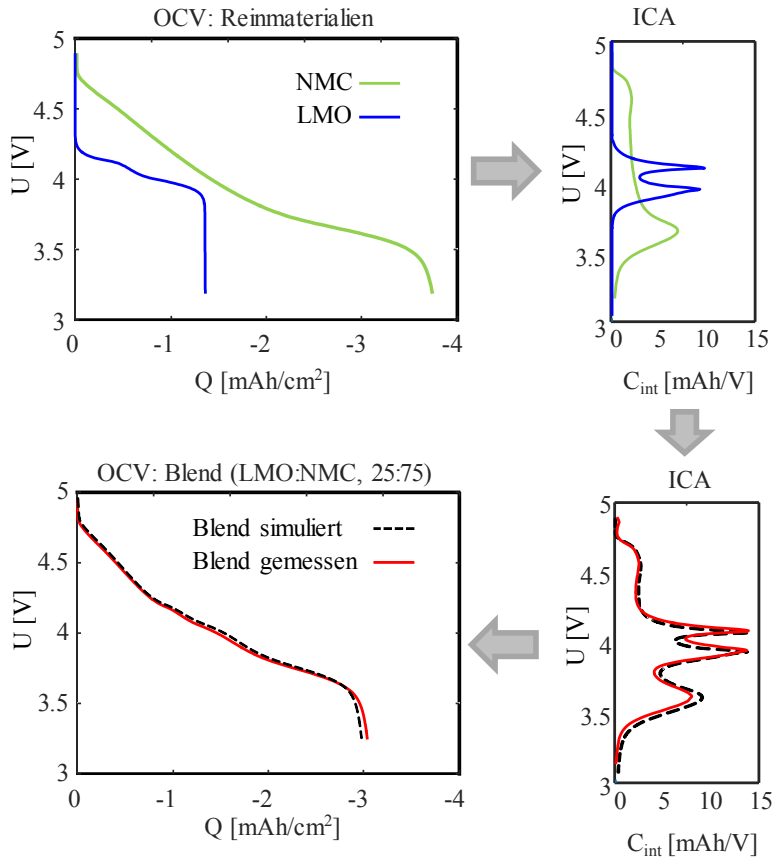 OCV: Reinmaterialien
5
4.5
4
3.5
3
U [V]
NMC
LMO
0 -1 -2 -3 -4
Q [mAh/cm²]
ICA
5
4.5
4
3.5
3
U [V]
0 5 10 15
C_int [mAh/V]
OCV: Blend (LMO:NMC, 25:75)
5
4.5
4
3.5
3
U [V]
Blend simuliert
Blend gemessen
0 -1 -2 -3 -4
Q [mAh/cm²]
ICA
5
4.5
4
3.5
3
U [V]
0 5 10 15
C_int [mAh/V]